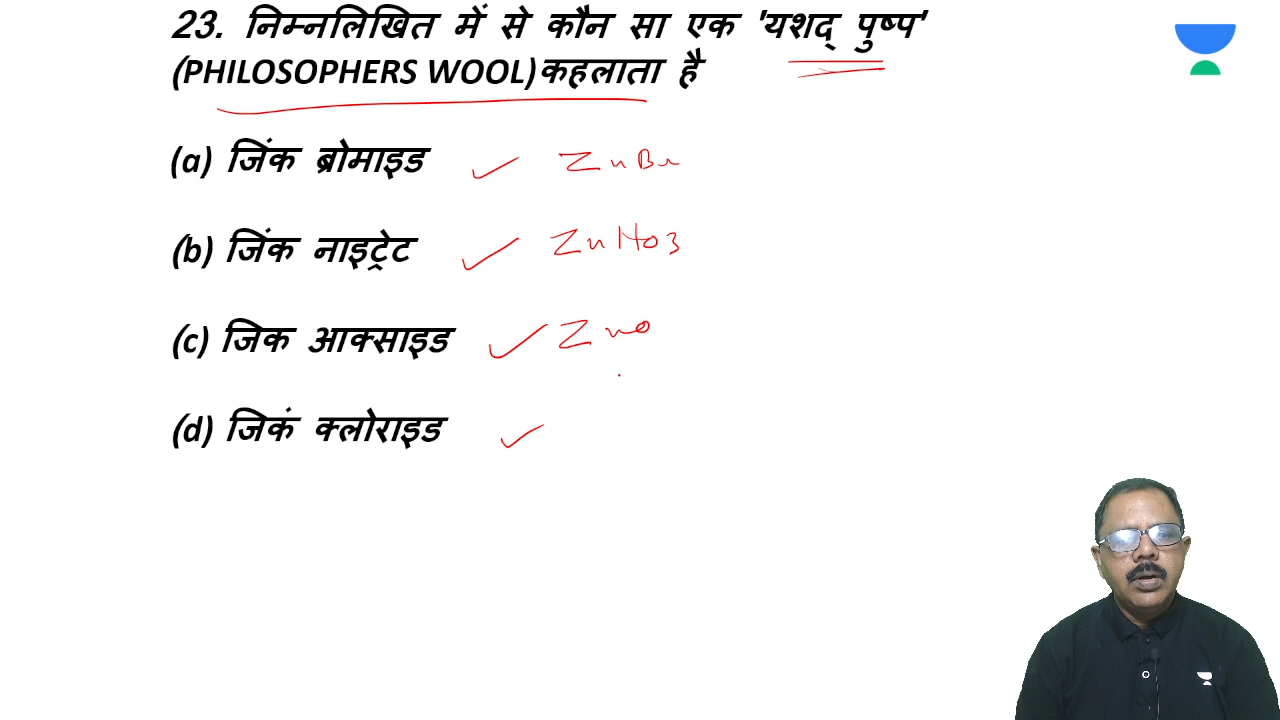 23. निम्नलिखित में से कौन सा एक 'यशद् पुष्प'
(PHILOSOPHERS WOOL)कहलाता है
(a) जिंक ब्रोमाइड ZnBr
(b) जिंक नाइट्रेट ZnNO3
(c) जिक आक्साइड ZnO
(d) जिकं क्लोराइड